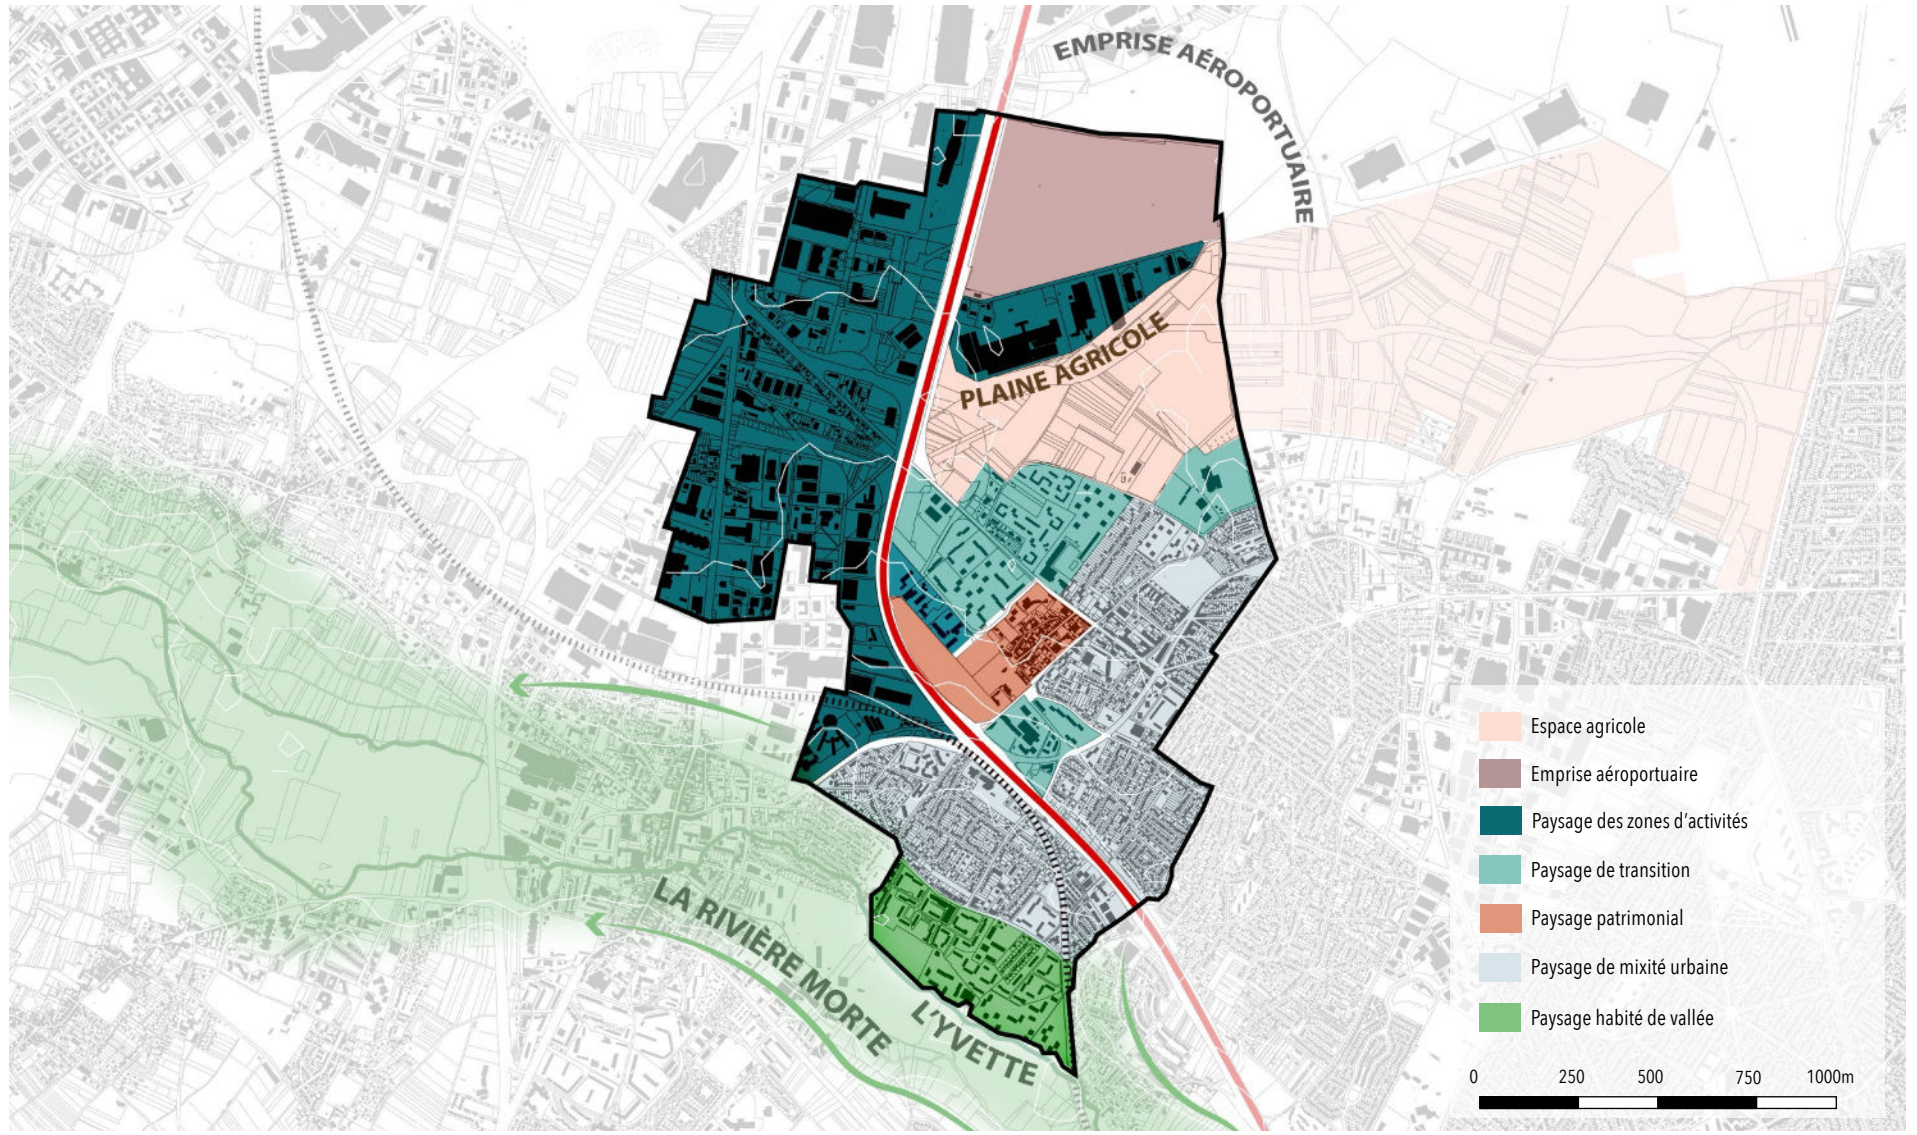 EMPRISE AÉROPORTUAIRE
PLAINE AGRICOLE
LA RIVIÈRE MORTE
L'YVETTE
Espace agricole
Emprise aéroportuaire
Paysage des zones d'activités
Paysage de transition
Paysage patrimonial
Paysage de mixité urbaine
Paysage habité de vallée
0 250 500 750 1000m